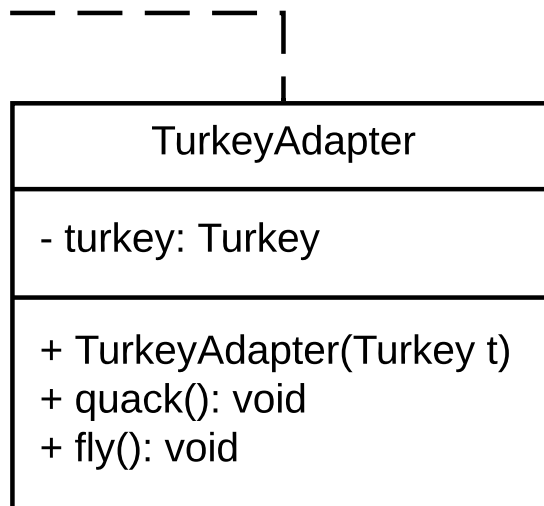 TurkeyAdapter
- turkey: Turkey
+ TurkeyAdapter(Turkey t)
+ quack(): void
+ fly(): void